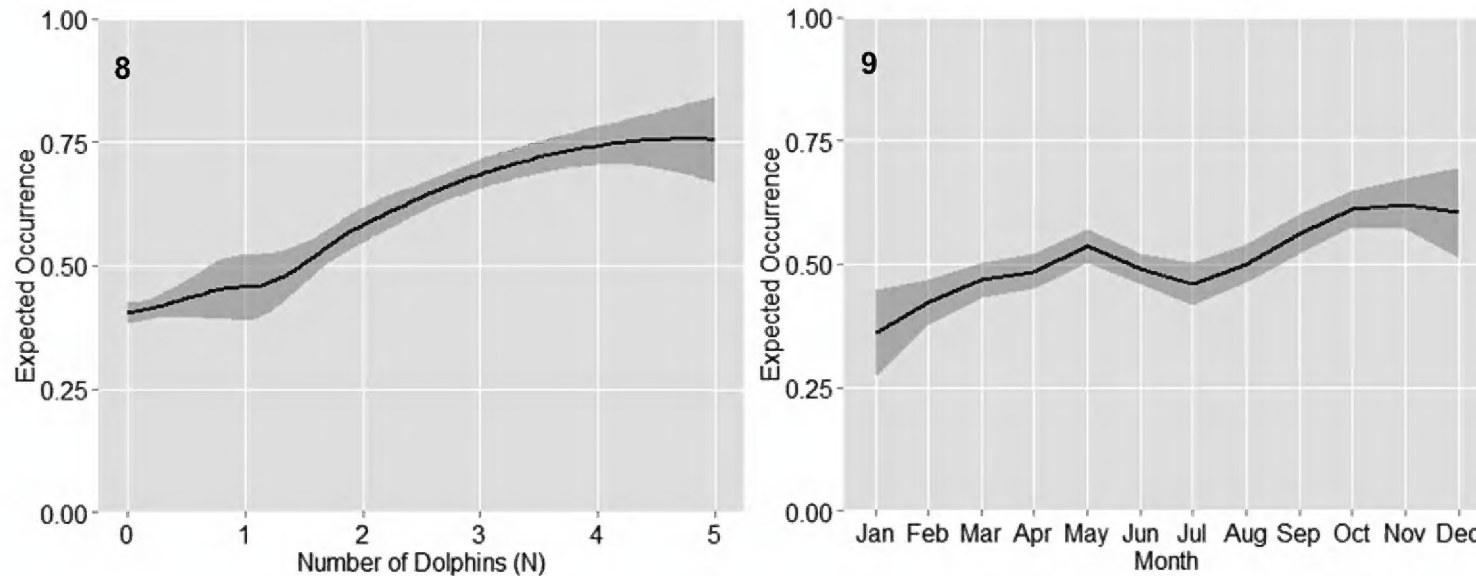 8
Expected Occurrence
1.00
0.75
0.50
0.25
0.00
0 1 2 3 4 5
Number of Dolphins (N)
9
Expected Occurrence
1.00
0.75
0.50
0.25
0.00
Jan Feb Mar Apr May Jun Jul Aug Sep Oct Nov Dec
Month